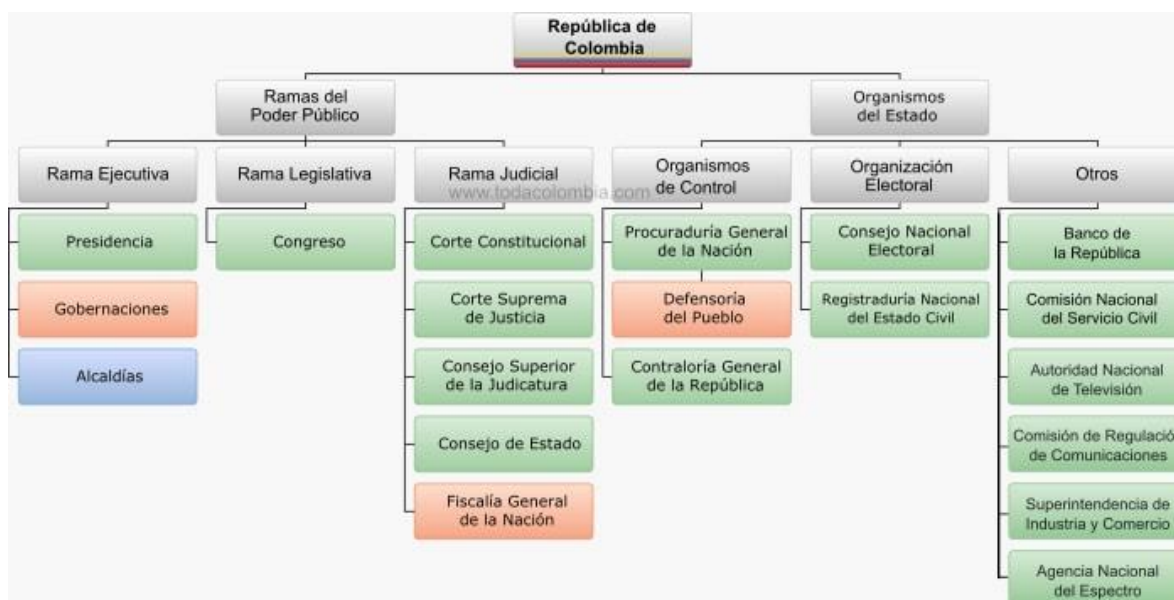 República de
Colombia
Ramas del
Poder Público
Organismos
del Estado
Rama Ejecutiva
Rama Legislativa
Rama Judicial
Organismos
de Control
Organización
Electoral
Otros
www.todacolombia.com
Presidencia
Gobernaciones
Alcaldías
Congreso
Corte Constitucional
Corte Suprema
de Justicia
Consejo Superior
de la Judicatura
Consejo de Estado
Fiscalía General
de la Nación
Procuraduría General
de la Nación
Defensoría
del Pueblo
Contraloría General
de la República
Consejo Nacional
Electoral
Registraduría Nacional
del Estado Civil
Banco de
la República
Comisión Nacional
del Servicio Civil
Autoridad Nacional
de Televisión
Comisión de Regulació
de Comunicaciones
Superintendencia de
Industria y Comercio
Agencia Nacional
del Espectro